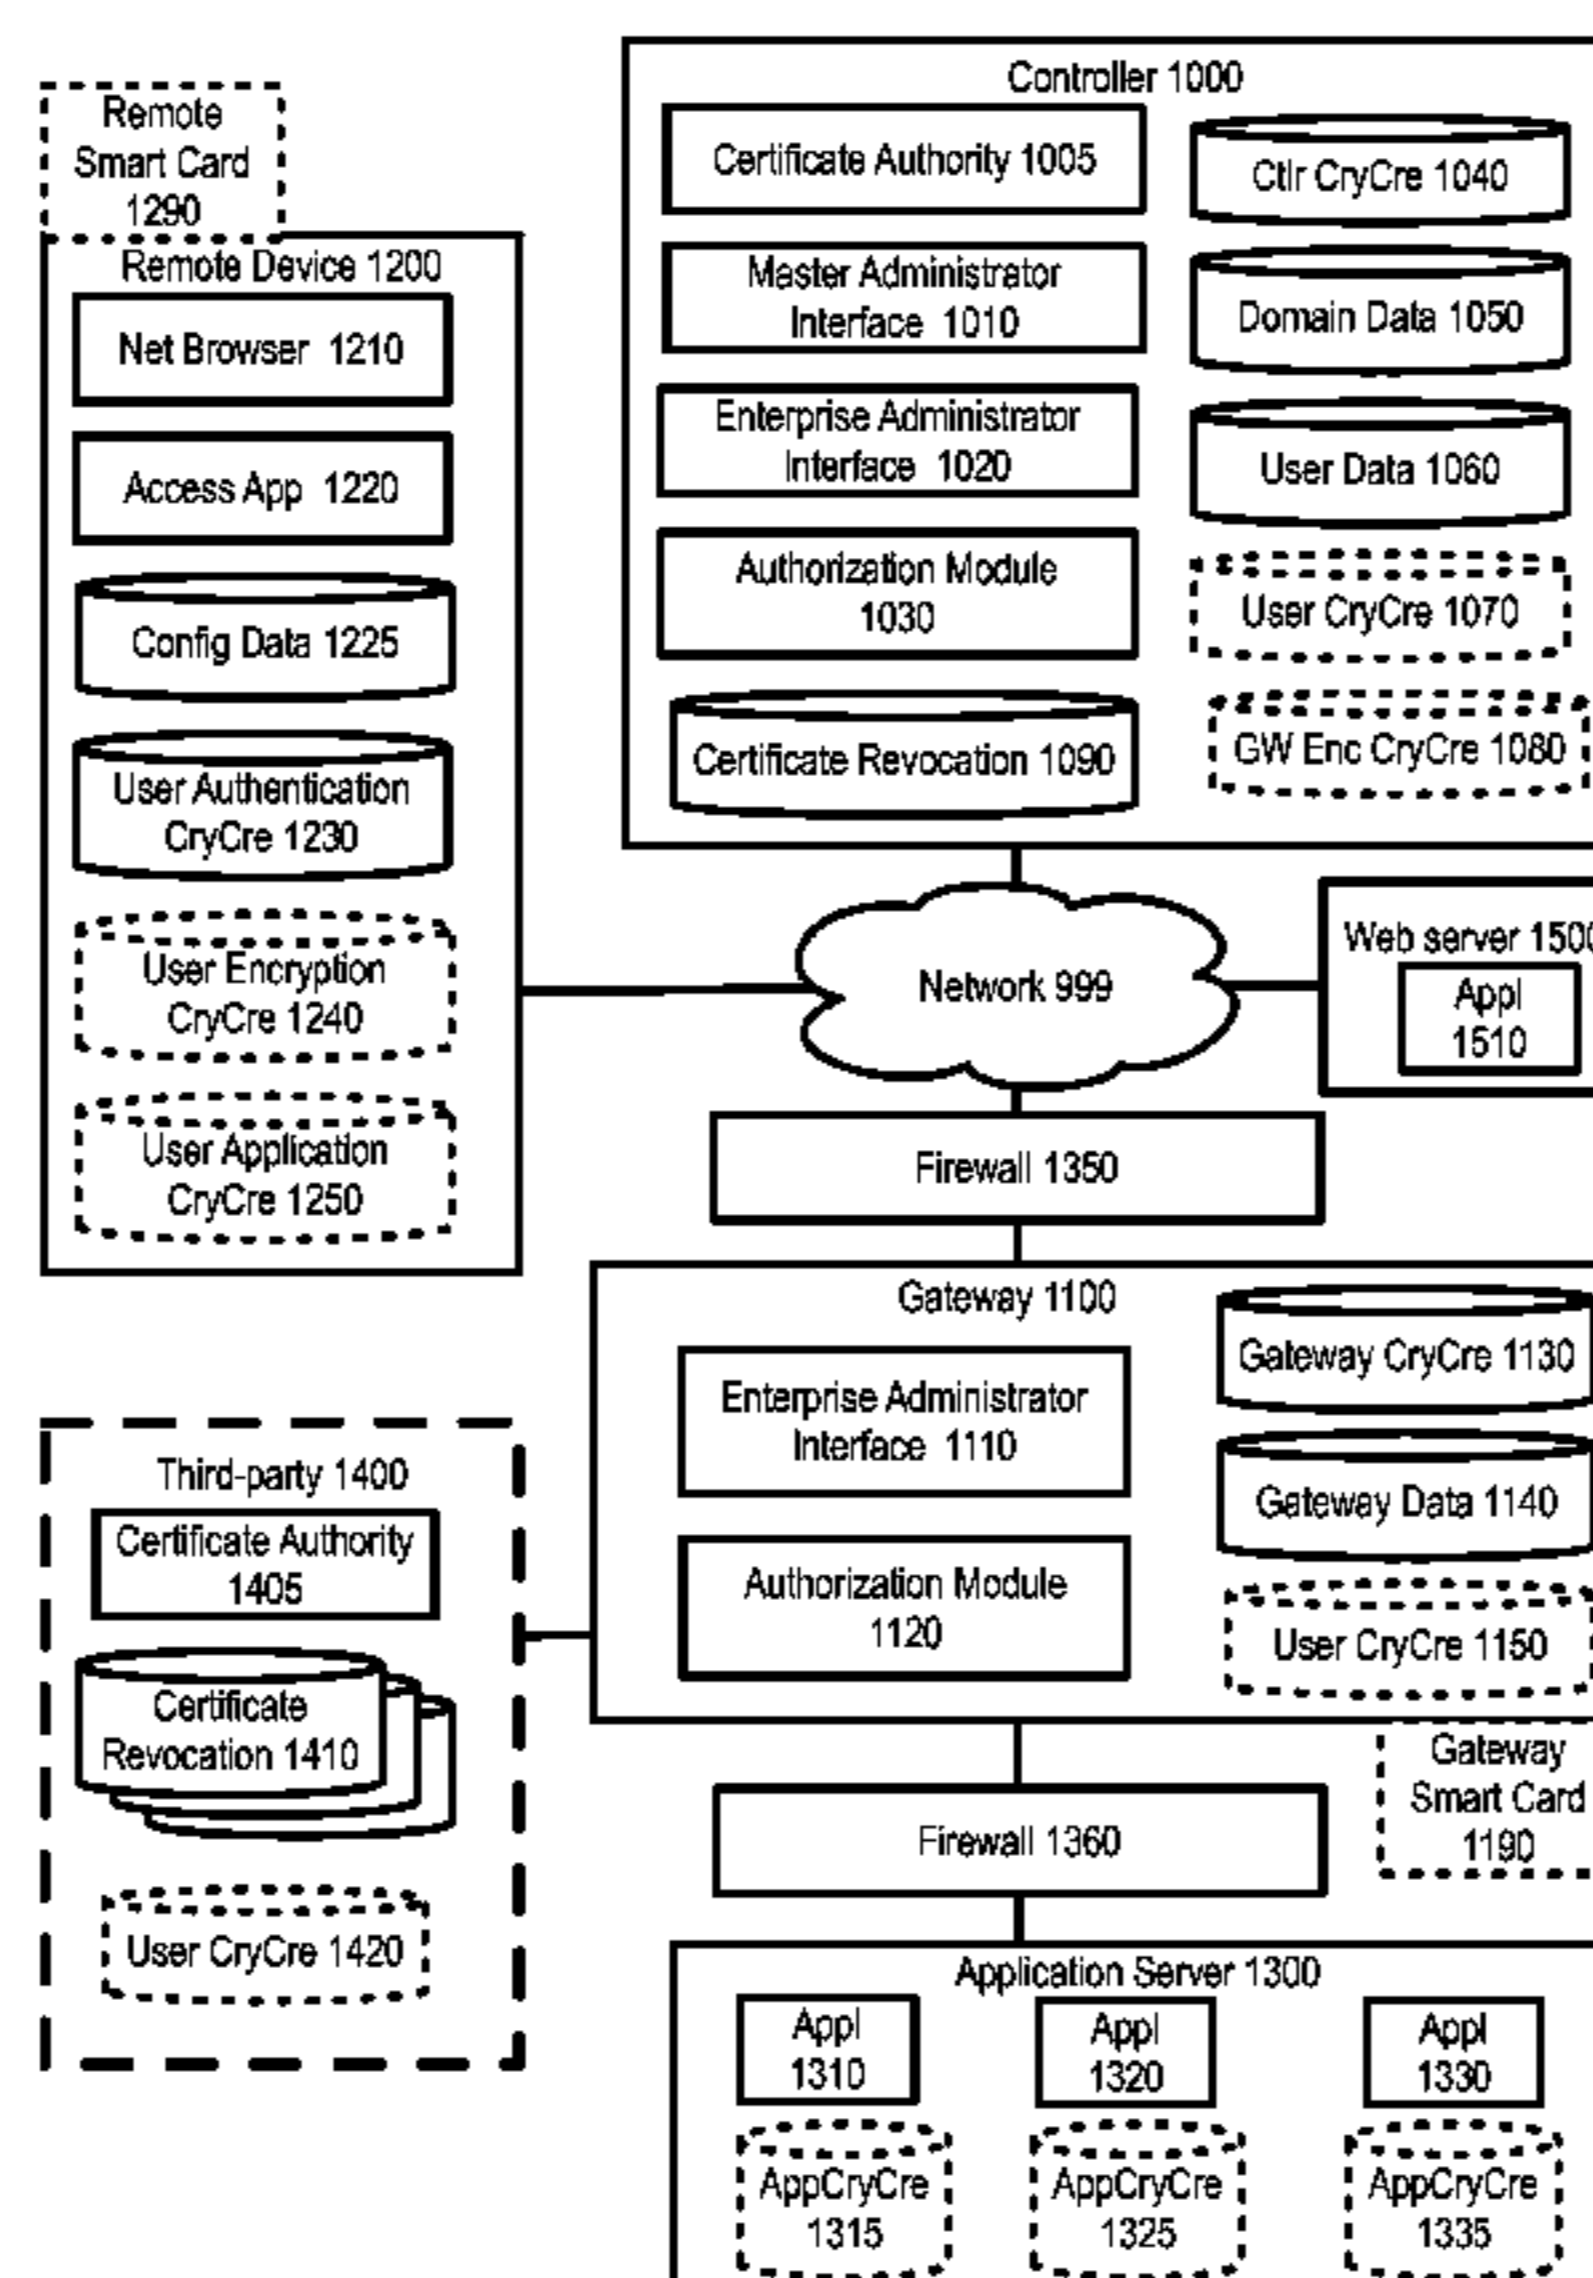 Remote
Smart Card
1290
Remote Device 1200
Net Browser 1210
Access App 1220
Config Data 1225
User Authentication
CryCre 1230
User Encryption
CryCre 1240
User Application
CryCre 1250
Controller 1000
Certificate Authority 1005
Master Administrator
Interface 1010
Enterprise Administrator
Interface 1020
Authorization Module
1030
Certificate Revocation 1090
Ctlr CryCre 1040
Domain Data 1050
User Data 1060
User CryCre 1070
GW Enc CryCre 1080
Network 999
Web server 1500
Appl
1510
Firewall 1350
Gateway 1100
Enterprise Administrator
Interface 1110
Authorization Module
1120
Gateway CryCre 1130
Gateway Data 1140
User CryCre 1150
Gateway
Smart Card
1190
Third-party 1400
Certificate Authority
1405
Certificate
Revocation 1410
User CryCre 1420
Firewall 1360
Application Server 1300
Appl
1310
Appl
1320
Appl
1330
AppCryCre
1315
AppCryCre
1325
AppCryCre
1335